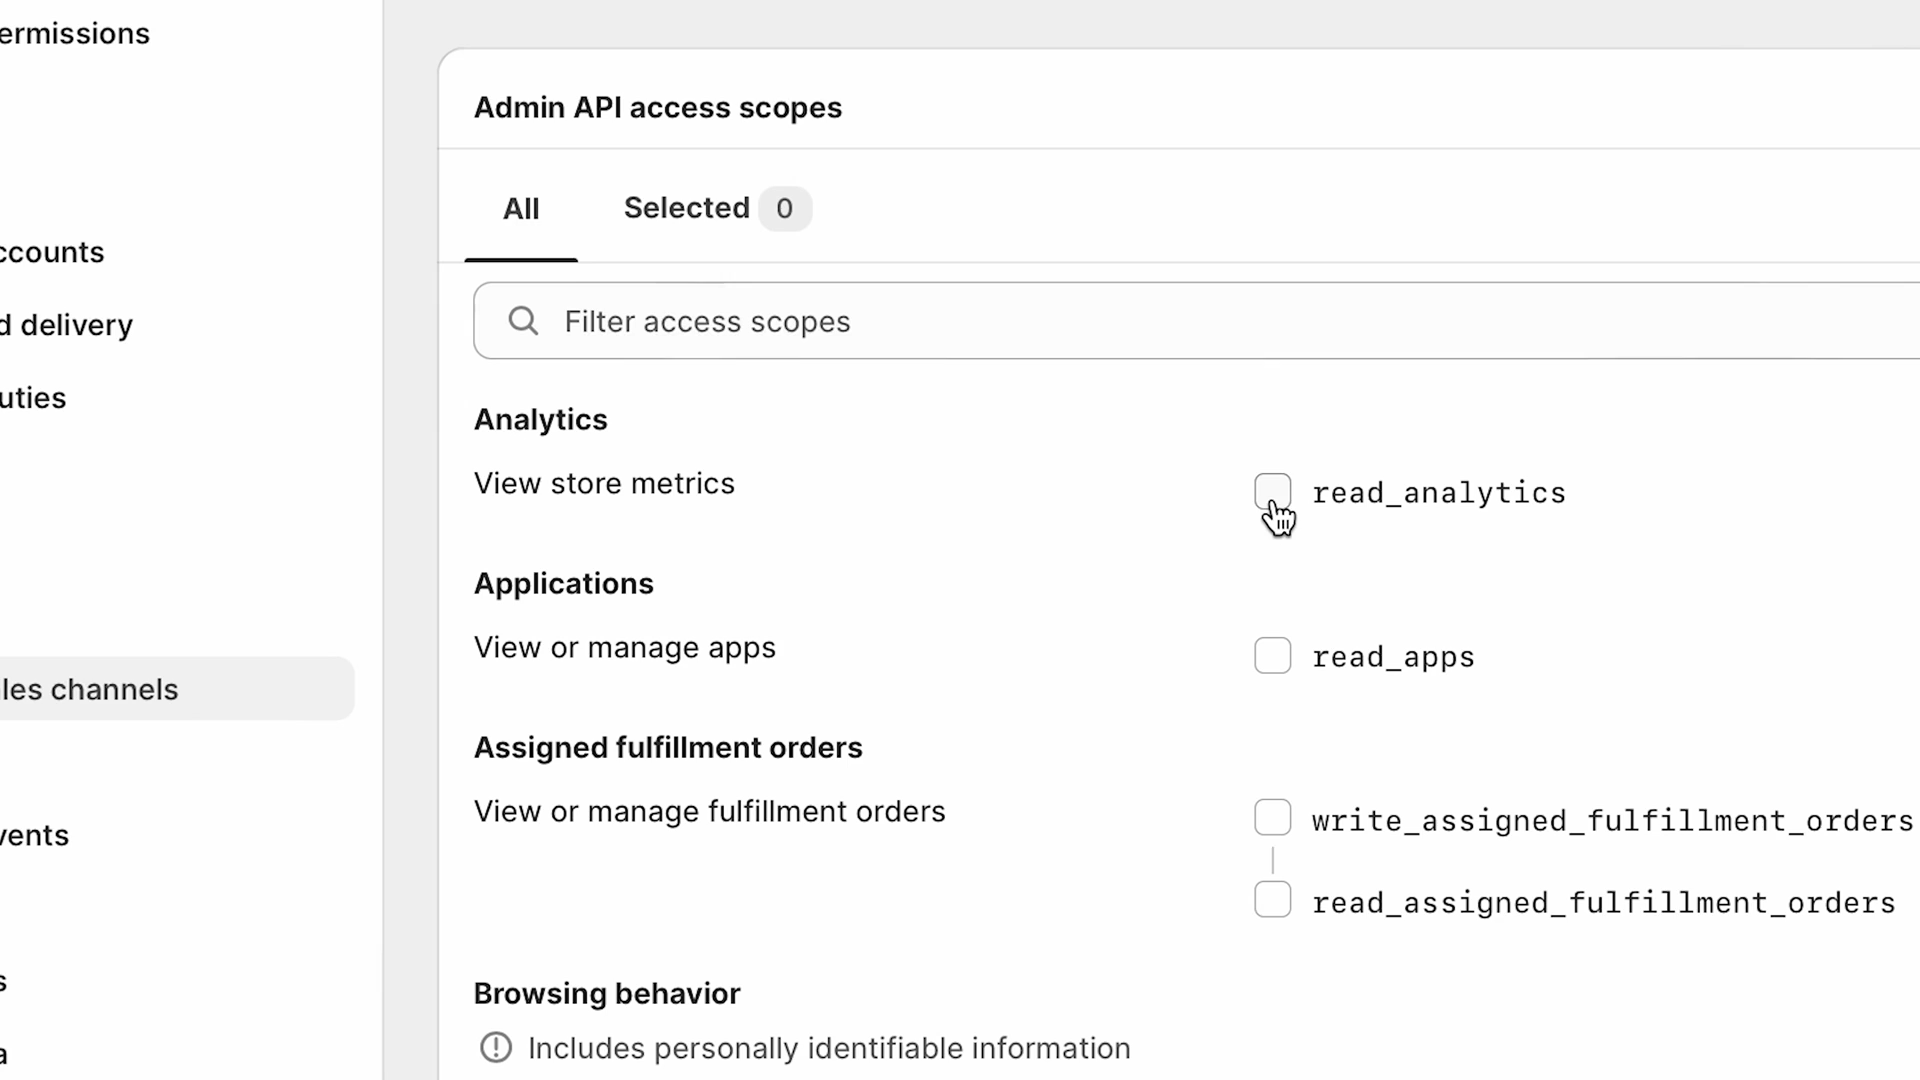 ermissions
ccounts
d delivery
uties
les channels
vents
s
a
Admin API access scopes
All
Selected 0
Filter access scopes
Analytics
View store metrics
read_analytics
Applications
View or manage apps
read_apps
Assigned fulfillment orders
View or manage fulfillment orders
write_assigned_fulfillment_orders
read_assigned_fulfillment_orders
Browsing behavior
Includes personally identifiable information